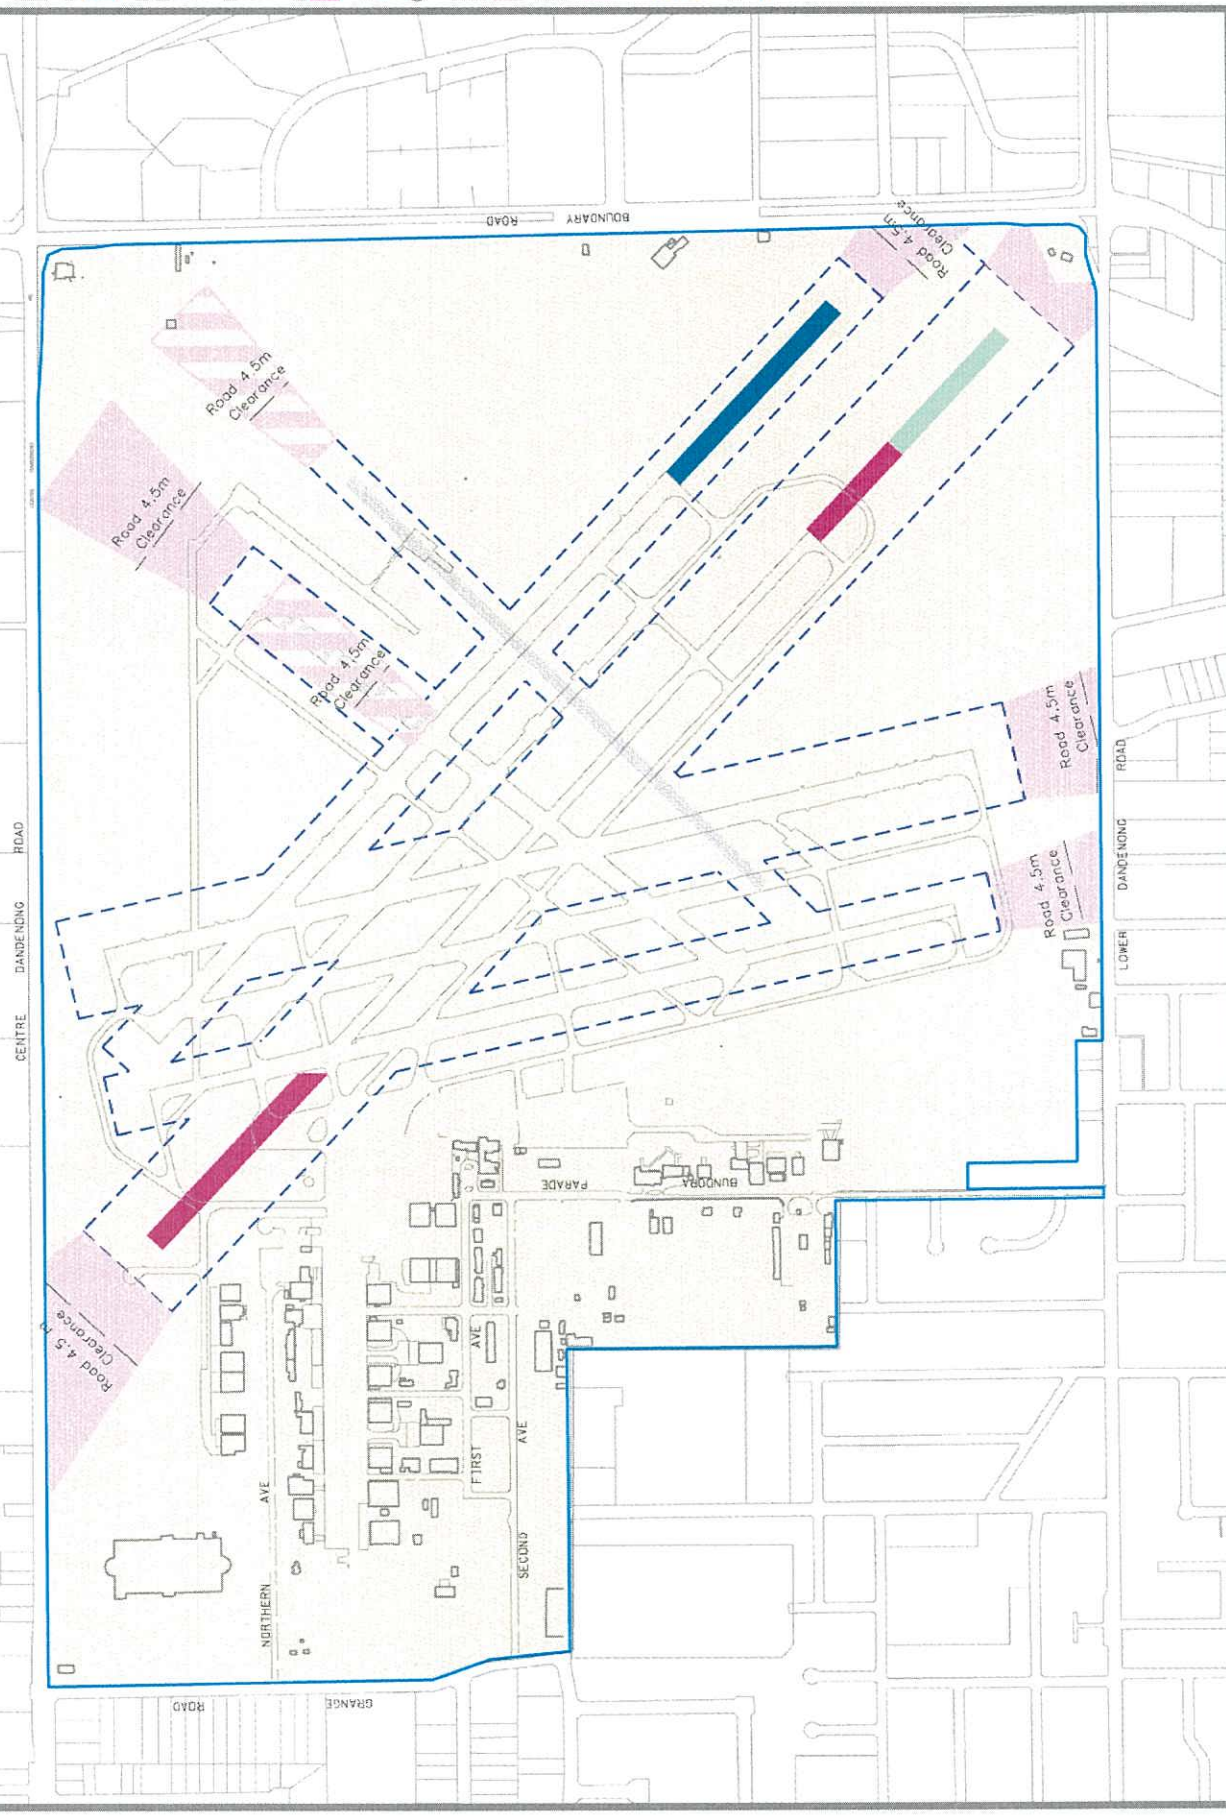 BOUNDARY ROAD
Road 4.5m
Clearance
Road 4.5m
Clearance
Road 4.5m
Clearance
Road 4.5m
Clearance
Road 4.5m
Clearance
Road 4.5m
Clearance
CENTRE DANDENONG ROAD
LOWER DANDENONG ROAD
BUNDORA PARADE
Road 4.5 m
Clearance
FIRST AVE
SECOND AVE
NORTHERN AVE
GRANGE ROAD